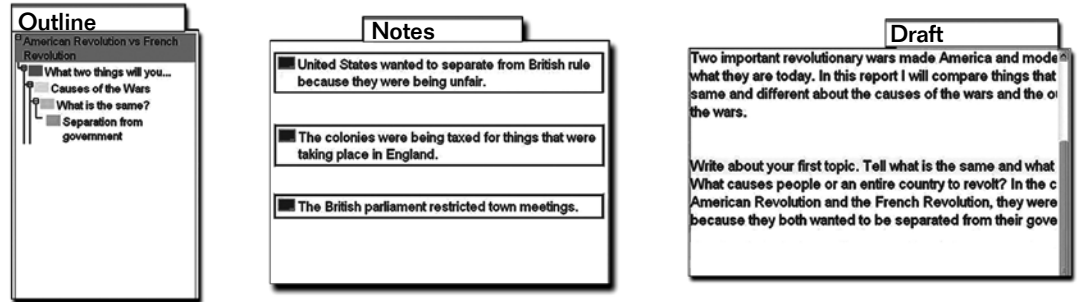 Outline
American Revolution vs French
Revolution
What two things will you...
Causes of the Wars
What is the same?
Separation from
government
Notes
United States wanted to separate from British rule
because they were being unfair.
The colonies were being taxed for things that were
taking place in England.
The British parliament restricted town meetings.
Draft
Two important revolutionary wars made America and mode
what they are today. In this report I will compare things that
same and different about the causes of the wars and the o
the wars.
Write about your first topic. Tell what is the same and what
What causes people or an entire country to revolt? In the c
American Revolution and the French Revolution, they were
because they both wanted to be separated from their gove